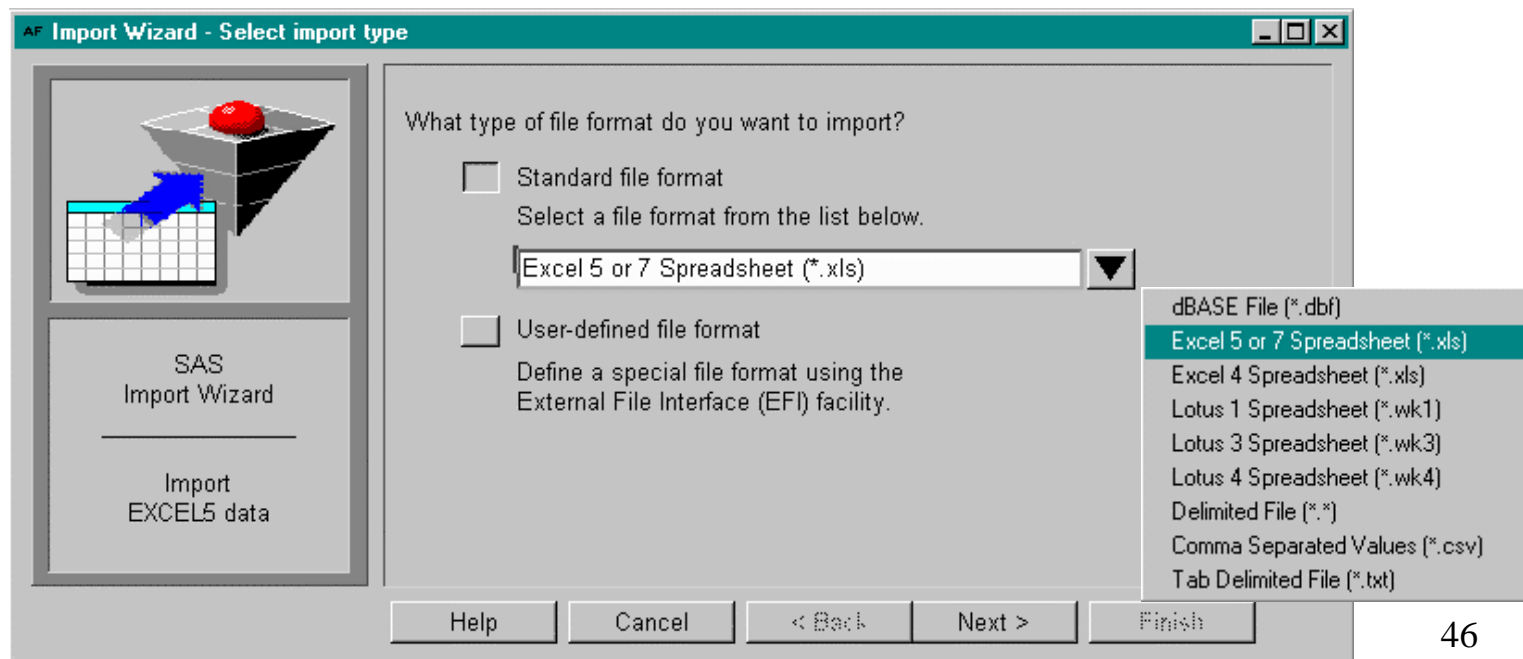 AF Import Wizard - Select import type
What type of file format do you want to import?
Standard file format
Select a file format from the list below.
Excel 5 or 7 Spreadsheet (*.xls)
User-defined file format
Define a special file format using the
External File Interface (EFI) facility.
SAS
Import Wizard
Import
EXCEL5 data
dBASE File (*.dbf)
Excel 5 or 7 Spreadsheet (*.xls)
Excel 4 Spreadsheet (*.xls)
Lotus 1 Spreadsheet (*.wk1)
Lotus 3 Spreadsheet (*.wk3)
Lotus 4 Spreadsheet (*.wk4)
Delimited File (*.*)
Comma Separated Values (*.csv)
Tab Delimited File (*.txt)
Help Cancel < Back Next > Finish
46